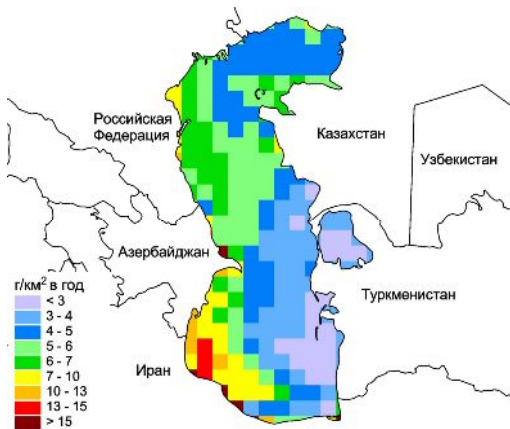 Российская
Федерация
Казахстан
Узбекистан
Азербайджан
Туркменистан
Иран
г/км² в год
< 3
3 - 4
4 - 5
5 - 6
6 - 7
7 - 10
10 - 13
13 - 15
> 15